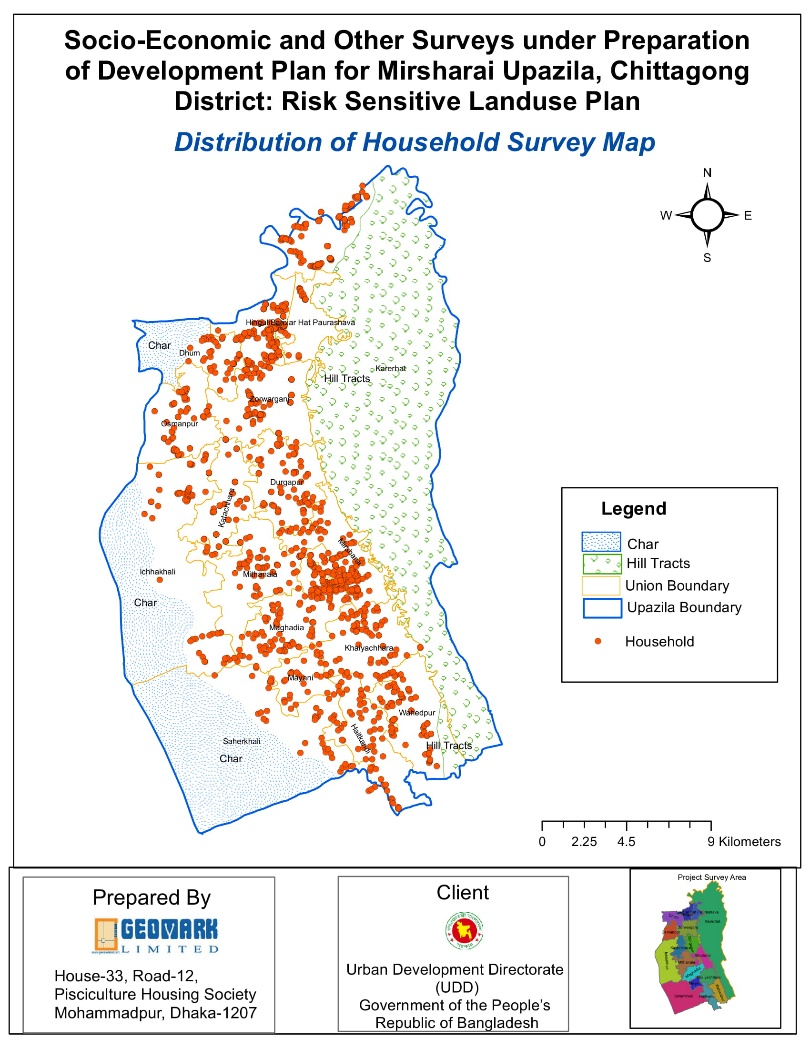 Socio-Economic and Other Surveys under Preparation
of Development Plan for Mirsharai Upazila, Chittagong
District: Risk Sensitive Landuse Plan
Distribution of Household Survey Map
N
W
E
S
Paurashava
Char
Dhum
Karerhat
Hill Tracts
Zorwarganj
Osmanpur
Durgapur
Ichhakhali
Mithanala
Char
Maghadia
Khaiyachhara
Mayani
Wahedpur
Saherkhali
Hill Tracts
Char
Legend
Char
Hill Tracts
Union Boundary
Upazila Boundary
Household
0 2.25 4.5 9 Kilometers
Prepared By
GEOMARK
LIMITED
House-33, Road-12,
Pisciculture Housing Society
Mohammadpur, Dhaka-1207
Client
Urban Development Directorate
(UDD)
Government of the People's
Republic of Bangladesh
Project Survey Area